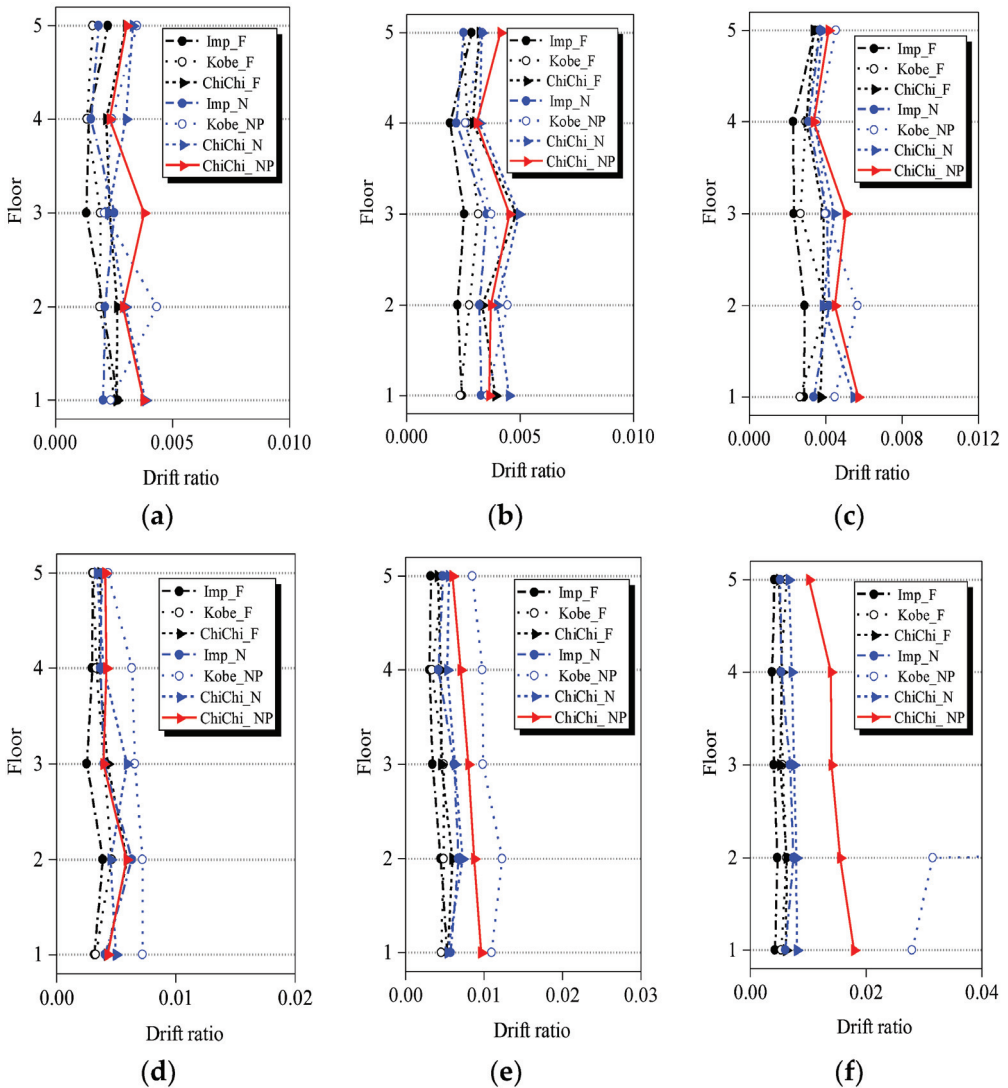 5
4
3
2
1
Floor
0.000
0.005
0.010
Drift ratio
Imp_F
Kobe_F
ChiChi_F
Imp_N
Kobe_NP
ChiChi_N
ChiChi_NP
(a)
5
4
3
2
1
Floor
0.000
0.005
0.010
Drift ratio
Imp_F
Kobe_F
ChiChi_F
Imp_N
Kobe_NP
ChiChi_N
ChiChi_NP
(b)
5
4
3
2
1
Floor
0.000
0.004
0.008
0.012
Drift ratio
Imp_F
Kobe_F
ChiChi_F
Imp_N
Kobe_NP
ChiChi_N
ChiChi_NP
(c)
5
4
3
2
1
Floor
0.00
0.01
0.02
Drift ratio
Imp_F
Kobe_F
ChiChi_F
Imp_N
Kobe_NP
ChiChi_N
ChiChi_NP
(d)
5
4
3
2
1
Floor
0.00
0.01
0.02
0.03
Drift ratio
Imp_F
Kobe_F
ChiChi_F
Imp_N
Kobe_NP
ChiChi_N
ChiChi_NP
(e)
5
4
3
2
1
Floor
0.00
0.02
0.04
Drift ratio
Imp_F
Kobe_F
ChiChi_F
Imp_N
Kobe_NP
ChiChi_N
ChiChi_NP
(f)